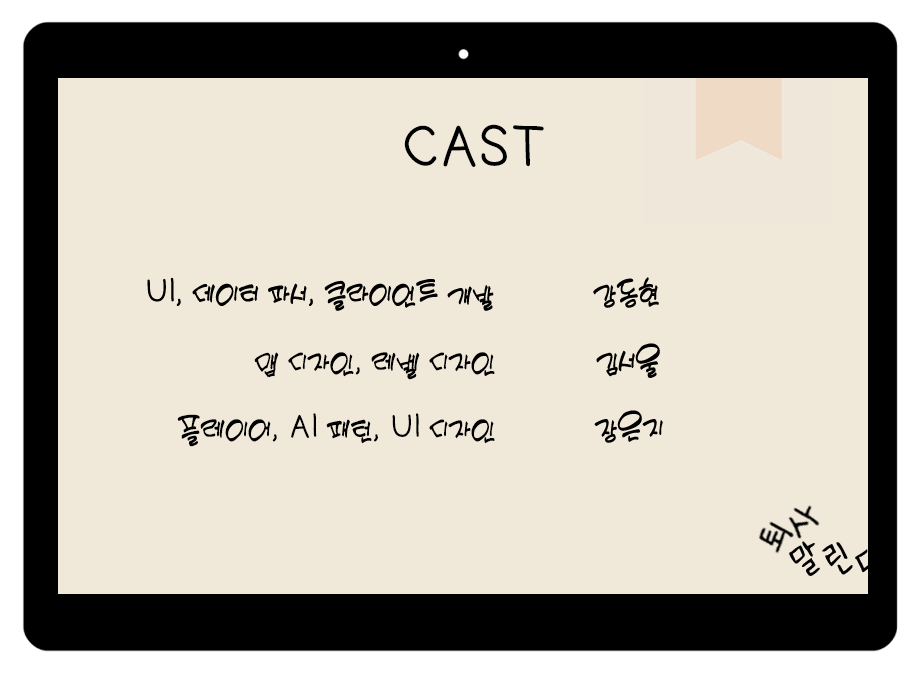 CAST
UI, 데이터 파서, 클라이언트 개발 강동현
맵 디자인, 레벨 디자인 김서울
플레이어, AI 패턴, UI 디자인 장은지
퇴사
말린